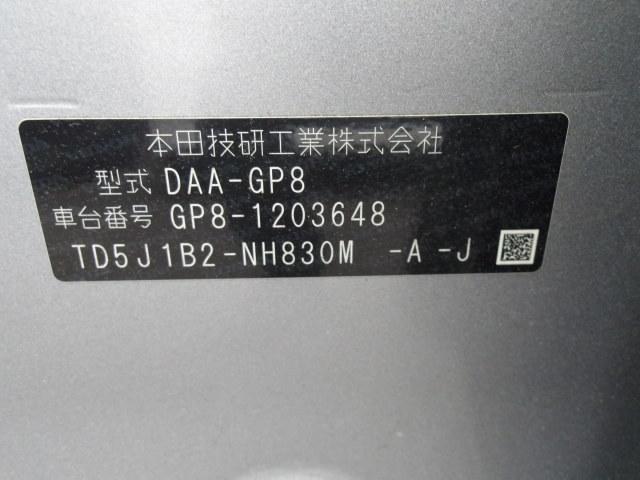 本田技研工業株式会社
型式 DAA-GP8
車台番号 GP8-1203648
TD5J1B2-NH830M -A -J